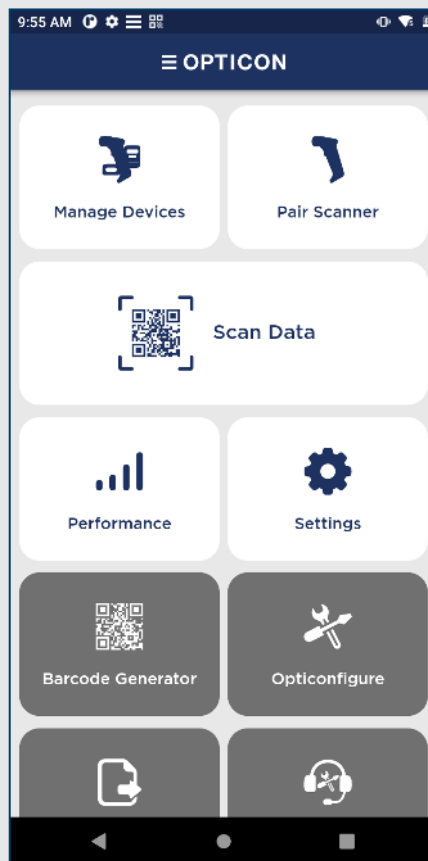 9:55 AM
OPTICON
Manage Devices
Pair Scanner
Scan Data
Performance
Settings
Barcode Generator
Opticonfigure